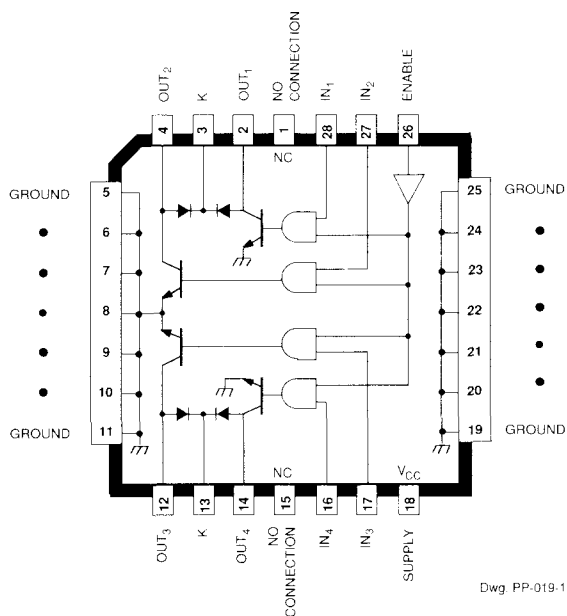 OUT2
K
OUT1
NO CONNECTION
IN1
IN2
ENABLE
4
3
2
1
28
27
26
NC
GROUND
5
6
7
8
9
10
11
GROUND
25
GROUND
24
23
22
21
20
19
GROUND
NC
VCC
12
13
14
15
16
17
18
OUT3
K
OUT4
NO CONNECTION
IN4
IN3
SUPPLY
Dwg. PP-019-1